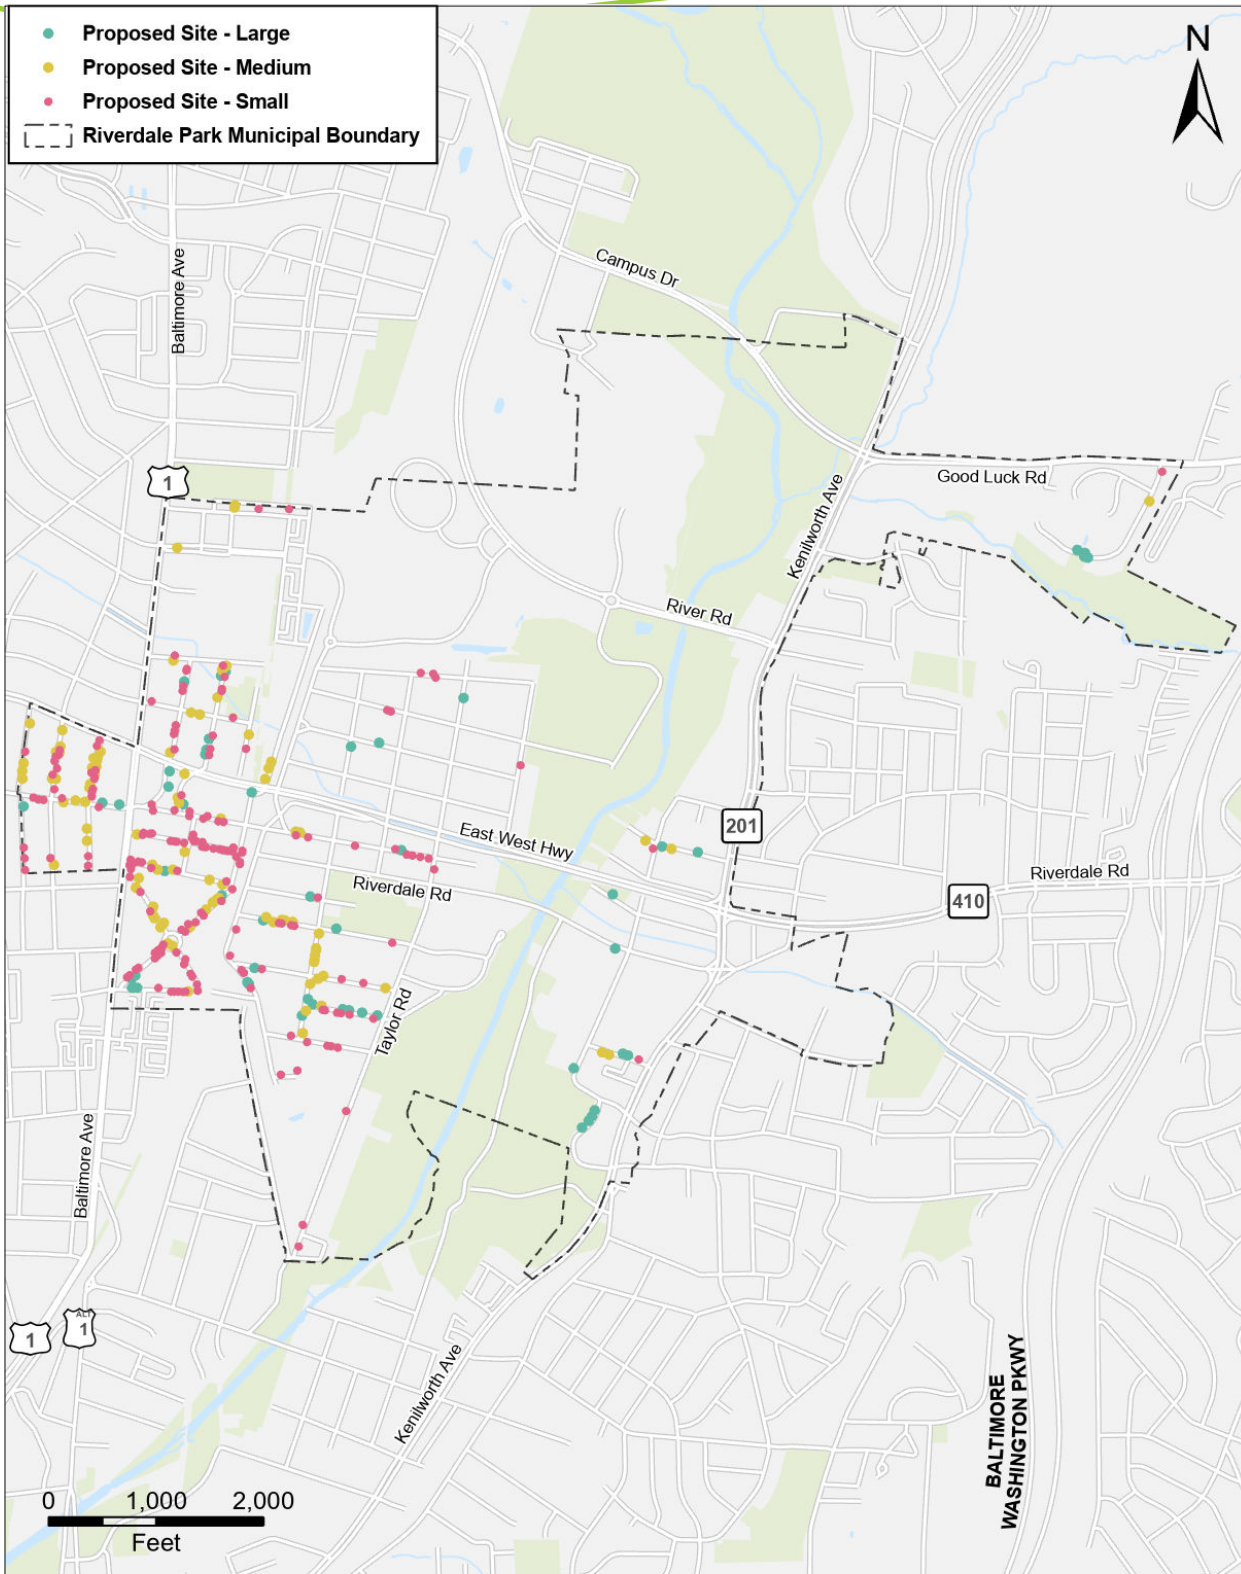 Proposed Site - Large
Proposed Site - Medium
Proposed Site - Small
Riverdale Park Municipal Boundary
N
Campus Dr
Baltimore Ave
1
Good Luck Rd
Kenilworth Ave
River Rd
201
East West Hwy
Riverdale Rd
Riverdale Rd
410
Taylor Rd
Baltimore Ave
1
ALT
1
Kenilworth Ave
BALTIMORE
WASHINGTON PKWY
0 1,000 2,000
Feet